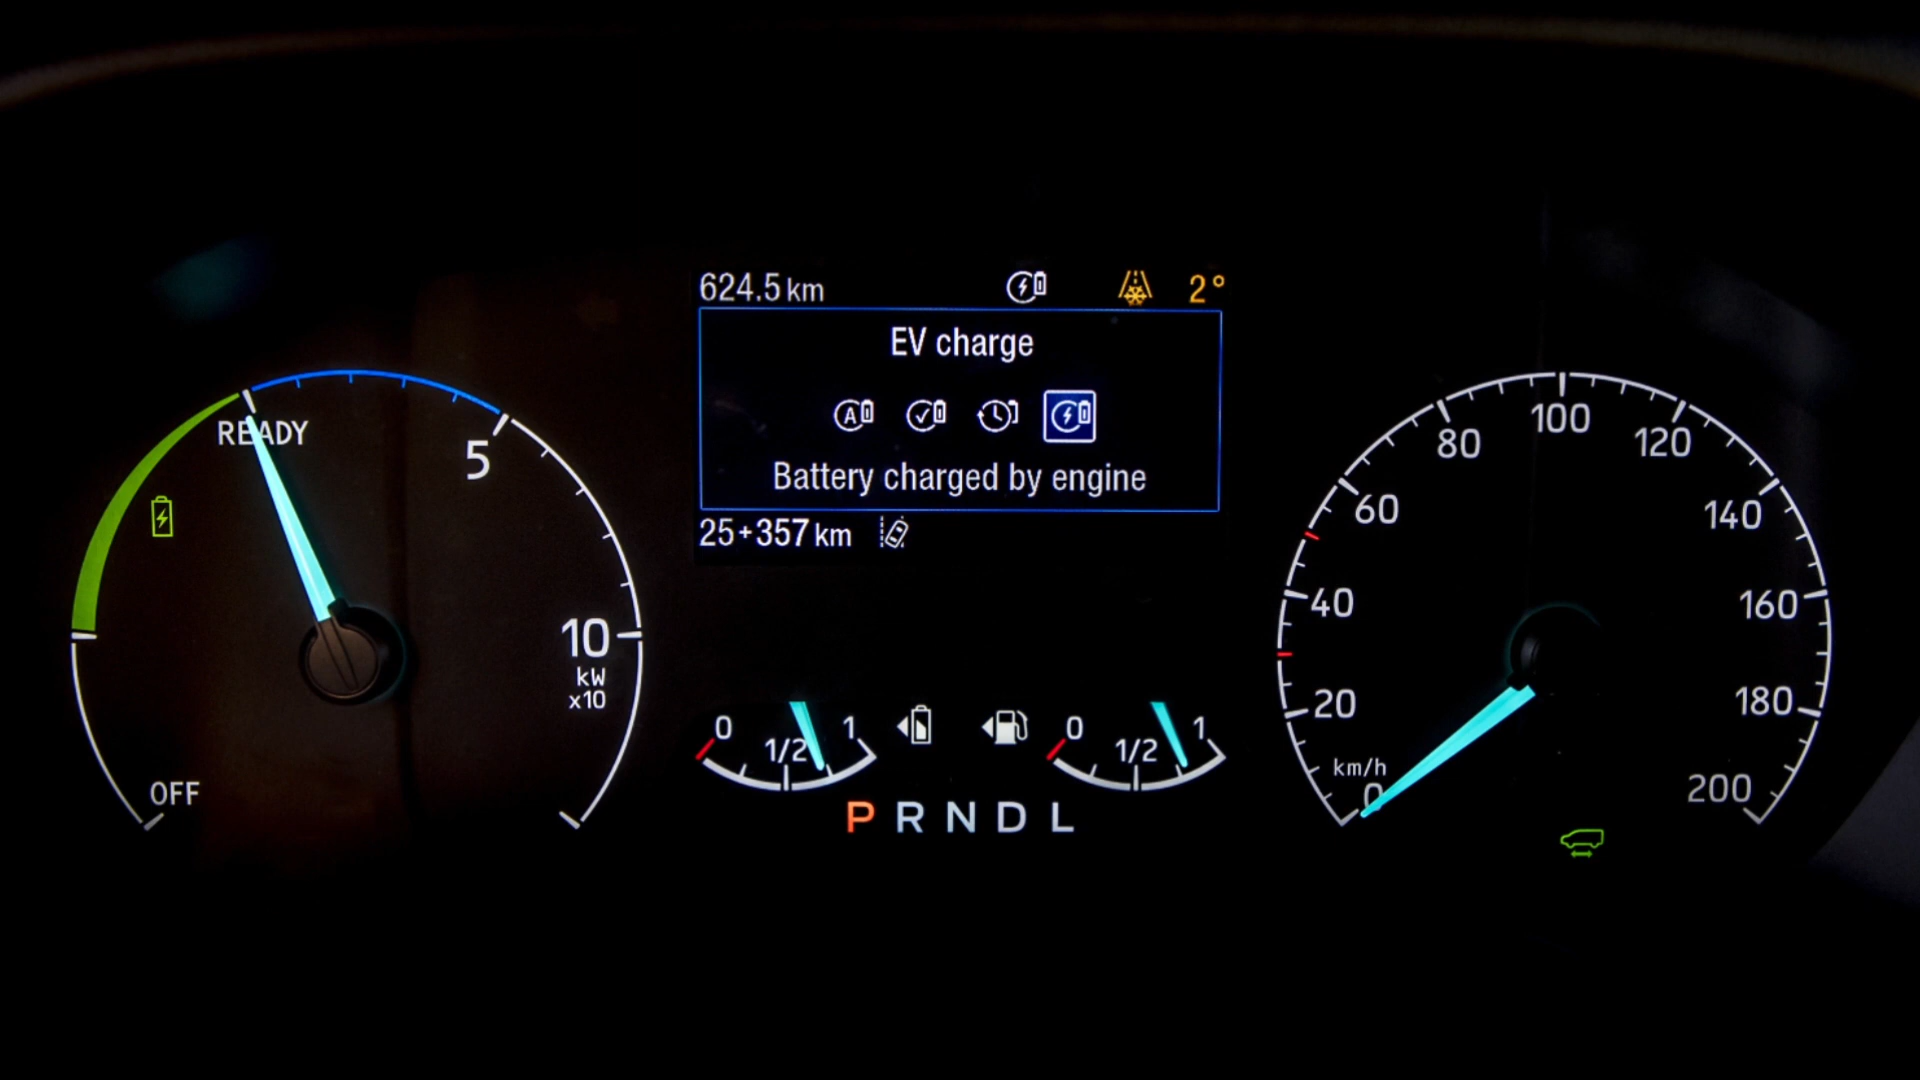 624.5 km
2°
EV charge
A
Battery charged by engine
25+357 km
READY
5
10
kW
x10
OFF
0
1/2
1
0
1/2
1
P R N D L
0
20
40
60
80
100
120
140
160
180
200
km/h